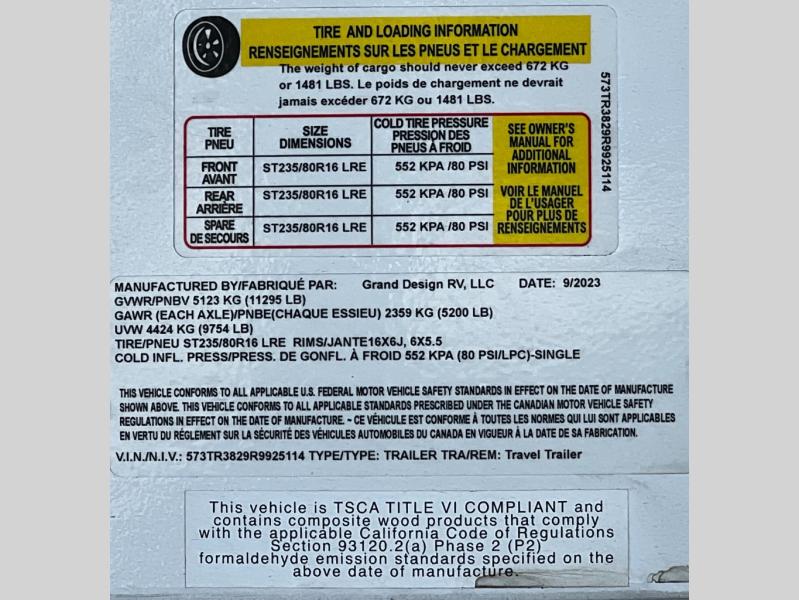 TIRE AND LOADING INFORMATION
RENSEIGNEMENTS SUR LES PNEUS ET LE CHARGEMENT
The weight of cargo should never exceed 672 KG
or 1481 LBS. Le poids de chargement ne devrait
jamais excéder 672 KG ou 1481 LBS.
TIRE PNEU SIZE DIMENSIONS COLD TIRE PRESSURE PRESSION DES PNEUS À FROID
FRONT AVANT ST235/80R16 LRE 552 KPA /80 PSI
REAR ARRIÈRE ST235/80R16 LRE 552 KPA /80 PSI
SPARE DE SECOURS ST235/80R16 LRE 552 KPA /80 PSI
SEE OWNER'S
MANUAL FOR
ADDITIONAL
INFORMATION
VOIR LE MANUEL
DE L'USAGER
POUR PLUS DE
RENSEIGNEMENTS
573TR3829R9925114
MANUFACTURED BY/FABRIQUÉ PAR: Grand Design RV, LLC DATE: 9/2023
GVWR/PNBV 5123 KG (11295 LB)
GAWR (EACH AXLE)/PNBE(CHAQUE ESSIEU) 2359 KG (5200 LB)
UVW 4424 KG (9754 LB)
TIRE/PNEU ST235/80R16 LRE RIMS/JANTE16X6J, 6X5.5
COLD INFL. PRESS/PRESS. DE GONFL. À FROID 552 KPA (80 PSI/LPC)-SINGLE
THIS VEHICLE CONFORMS TO ALL APPLICABLE U.S. FEDERAL MOTOR VEHICLE SAFETY STANDARDS IN EFFECT ON THE DATE OF MANUFACTURE
SHOWN ABOVE. THIS VEHICLE CONFORMS TO ALL APPLICABLE STANDARDS PRESCRIBED UNDER THE CANADIAN MOTOR VEHICLE SAFETY
REGULATIONS IN EFFECT ON THE DATE OF MANUFACTURE. - CE VÉHICULE EST CONFORME À TOUTES LES NORMES QUI LUI SONT APPLICABLES
EN VERTU DU RÉGLEMENT SUR LA SÉCURITÉ DES VÉHICULES AUTOMOBILES DU CANADA EN VIGUEUR À LA DATE DE SA FABRICATION.
V.I.N./N.I.V.: 573TR3829R9925114 TYPE/TYPE: TRAILER TRA/REM: Travel Trailer
This vehicle is TSCA TITLE VI COMPLIANT and
contains composite wood products that comply
with the applicable California Code of Regulations
Section 93120.2(a) Phase 2 (P2)
formaldehyde emission standards specified on the
above date of manufacture.